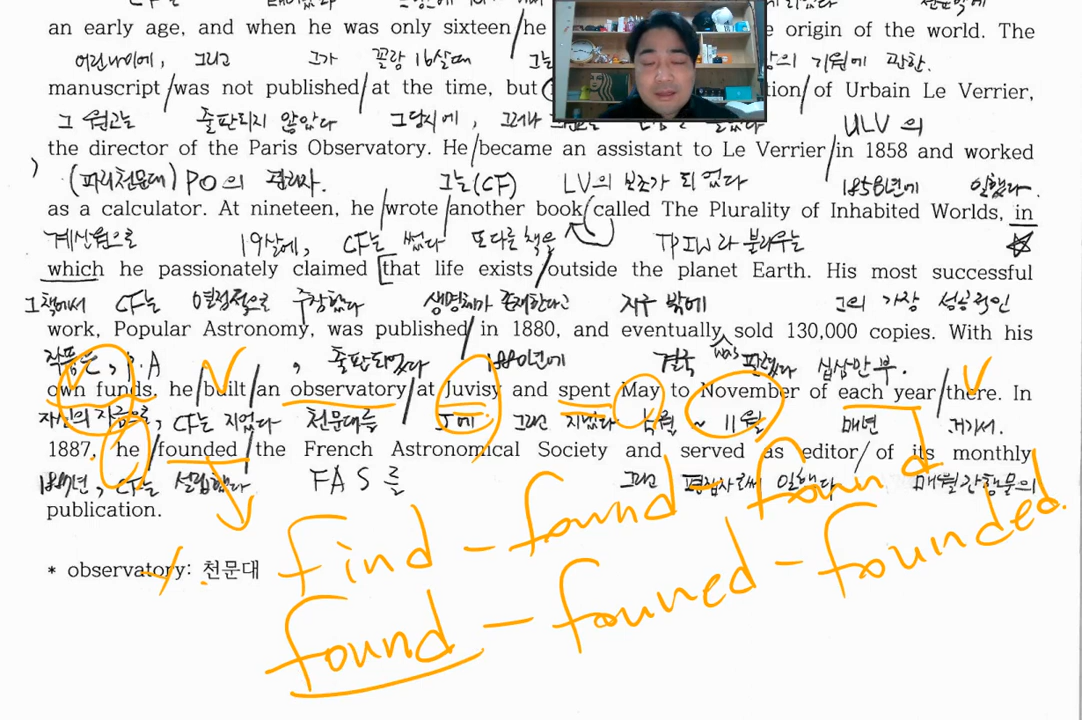 an early age, and when he was only sixteen/he e origin of the world. The
어린나이에, 그리고 그가 꼴랑 16살때 그는 의 기원에 관한.
manuscript/was not published/at the time, but tion/of Urbain Le Verrier,
그 원고는 출판되지 않았다 그당시에, 그러나 ULV의
the director of the Paris Observatory. He/became an assistant to Le Verrier/in 1858 and worked
(파리천문대) PO의 관리자. 그는(CF) LV의 보조가 되었다 1858년에 일했다.
as a calculator. At nineteen, he/wrote/another book/called The Plurality of Inhabited Worlds, in
계산원으로 19살에, CF는 썼다 또다른 책을 TPIW라 불리우는
which he passionately claimed [that life exists/outside the planet Earth. His most successful
그책에서 CF는 열정적으로 주장했다 생명체가 존재한다고 지구 밖에 그의 가장 성공적인
work, Popular Astronomy, was published/in 1880, and eventually sold 130,000 copies. With his
작품은, P.A , 출판되었다 1880년에 결국 was 팔렸다 십삼만부.
own funds, he/built/an observatory/at Juvisy and spent May to November of each year/there. In
자신의 자금으로, CF는 지었다 천문대를 J에 그리고 지냈다 5월 ~ 11월 매년 거기서.
1887, he/founded/the French Astronomical Society and served as editor/of its monthly
1887년, CF는 설립했다 FAS를 그리고 편집자로써 일했다 매월간행물의
publication.
find - found - found
* observatory: 천문대
found - founed - founded.